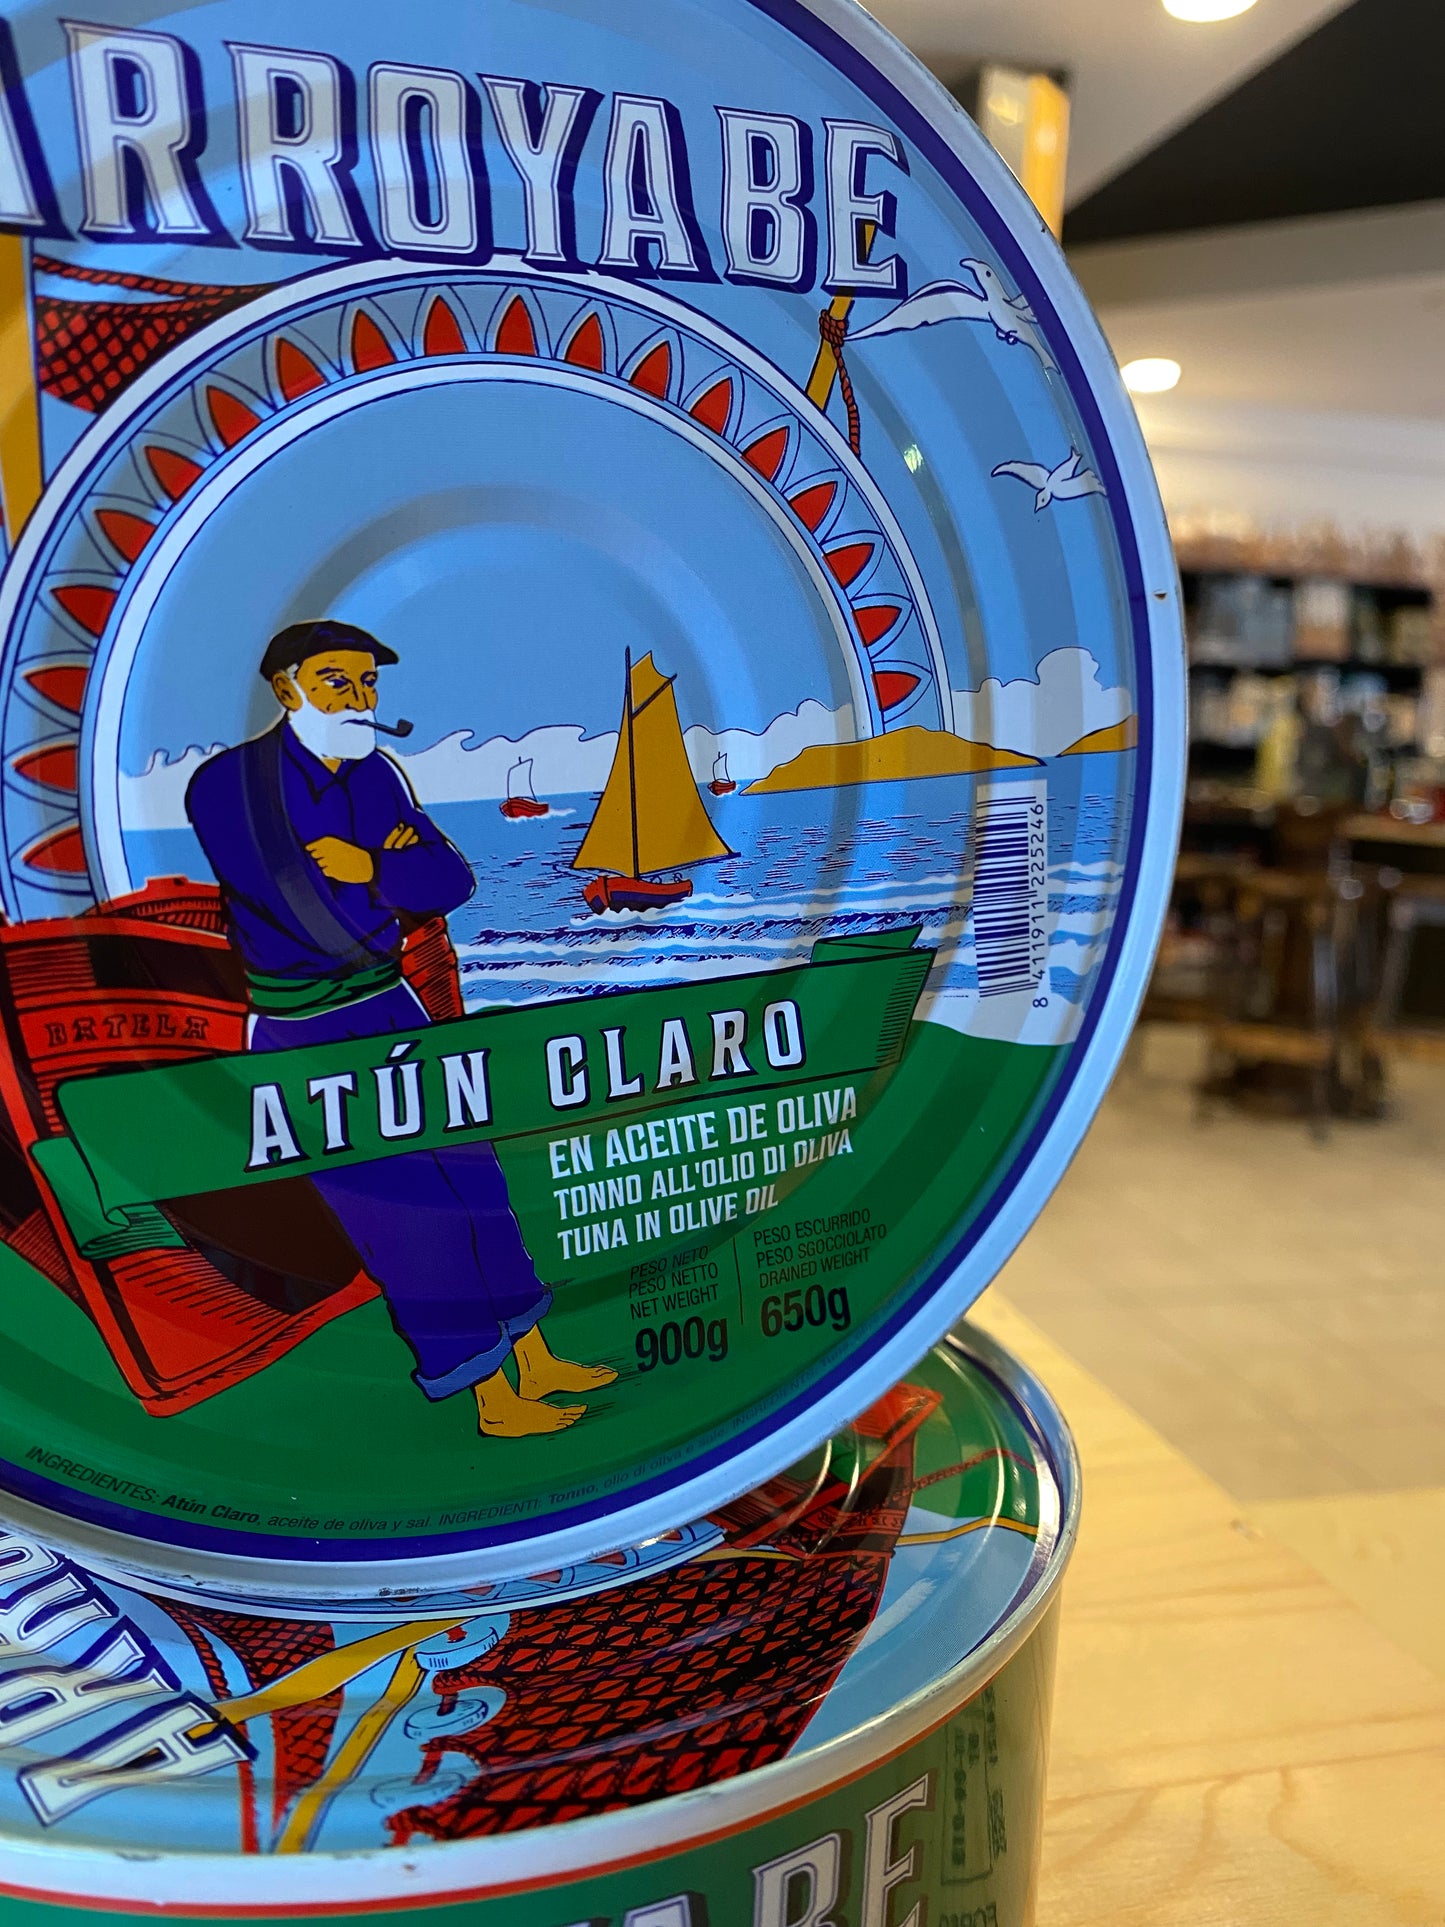 ARROYABE
BATELA
ATÚN CLARO
EN ACEITE DE OLIVA
TONNO ALL'OLIO DI OLIVA
TUNA IN OLIVE OIL
PESO NETO
PESO NETTO
NET WEIGHT
900g
PESO ESCURRIDO
PESO SGOCCIOLATO
DRAINED WEIGHT
650g
8 411911 225246
INGREDIENTES: Atún Claro, aceite de oliva y sal. INGREDIENTI: Tonno, olio di oliva e sale. INGREDIENTS: